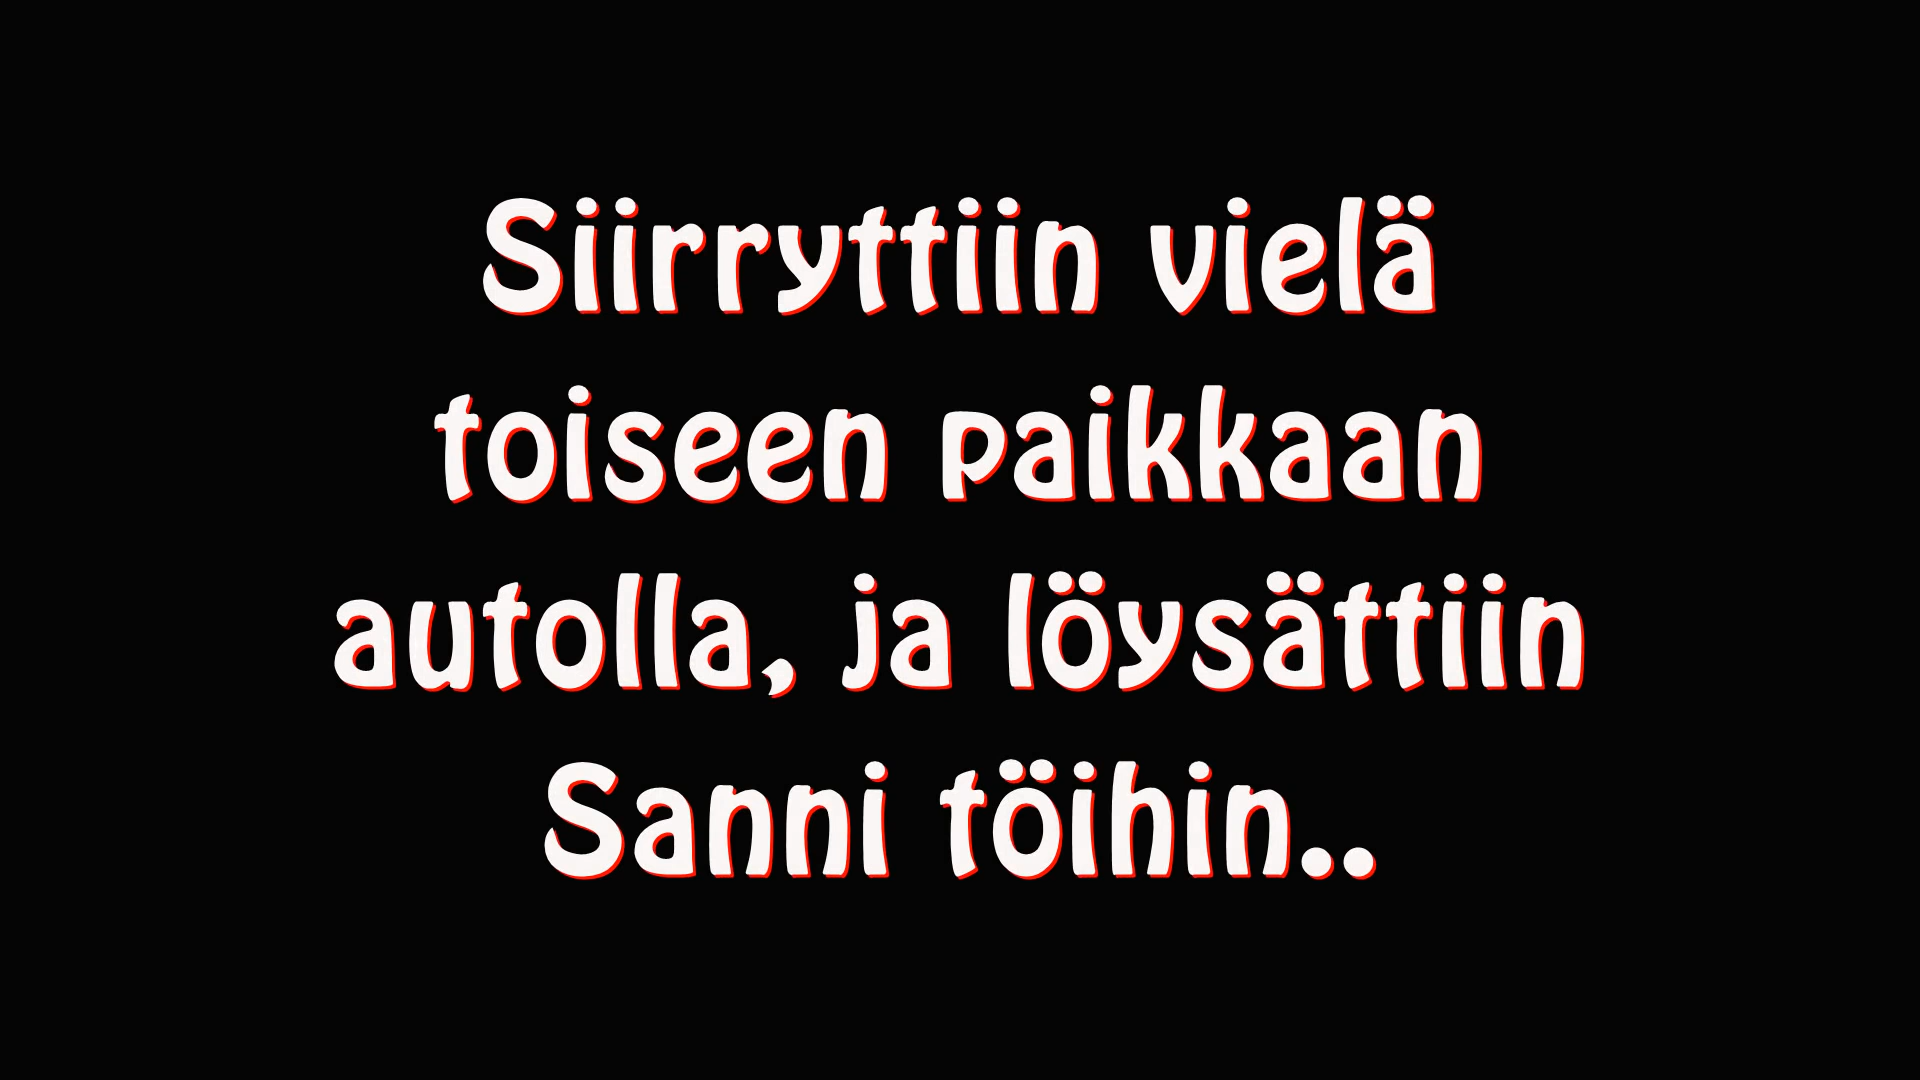 Siirryttiin vielä
toiseen paikkaan
autolla, ja löysättiin
Sanni töihin..